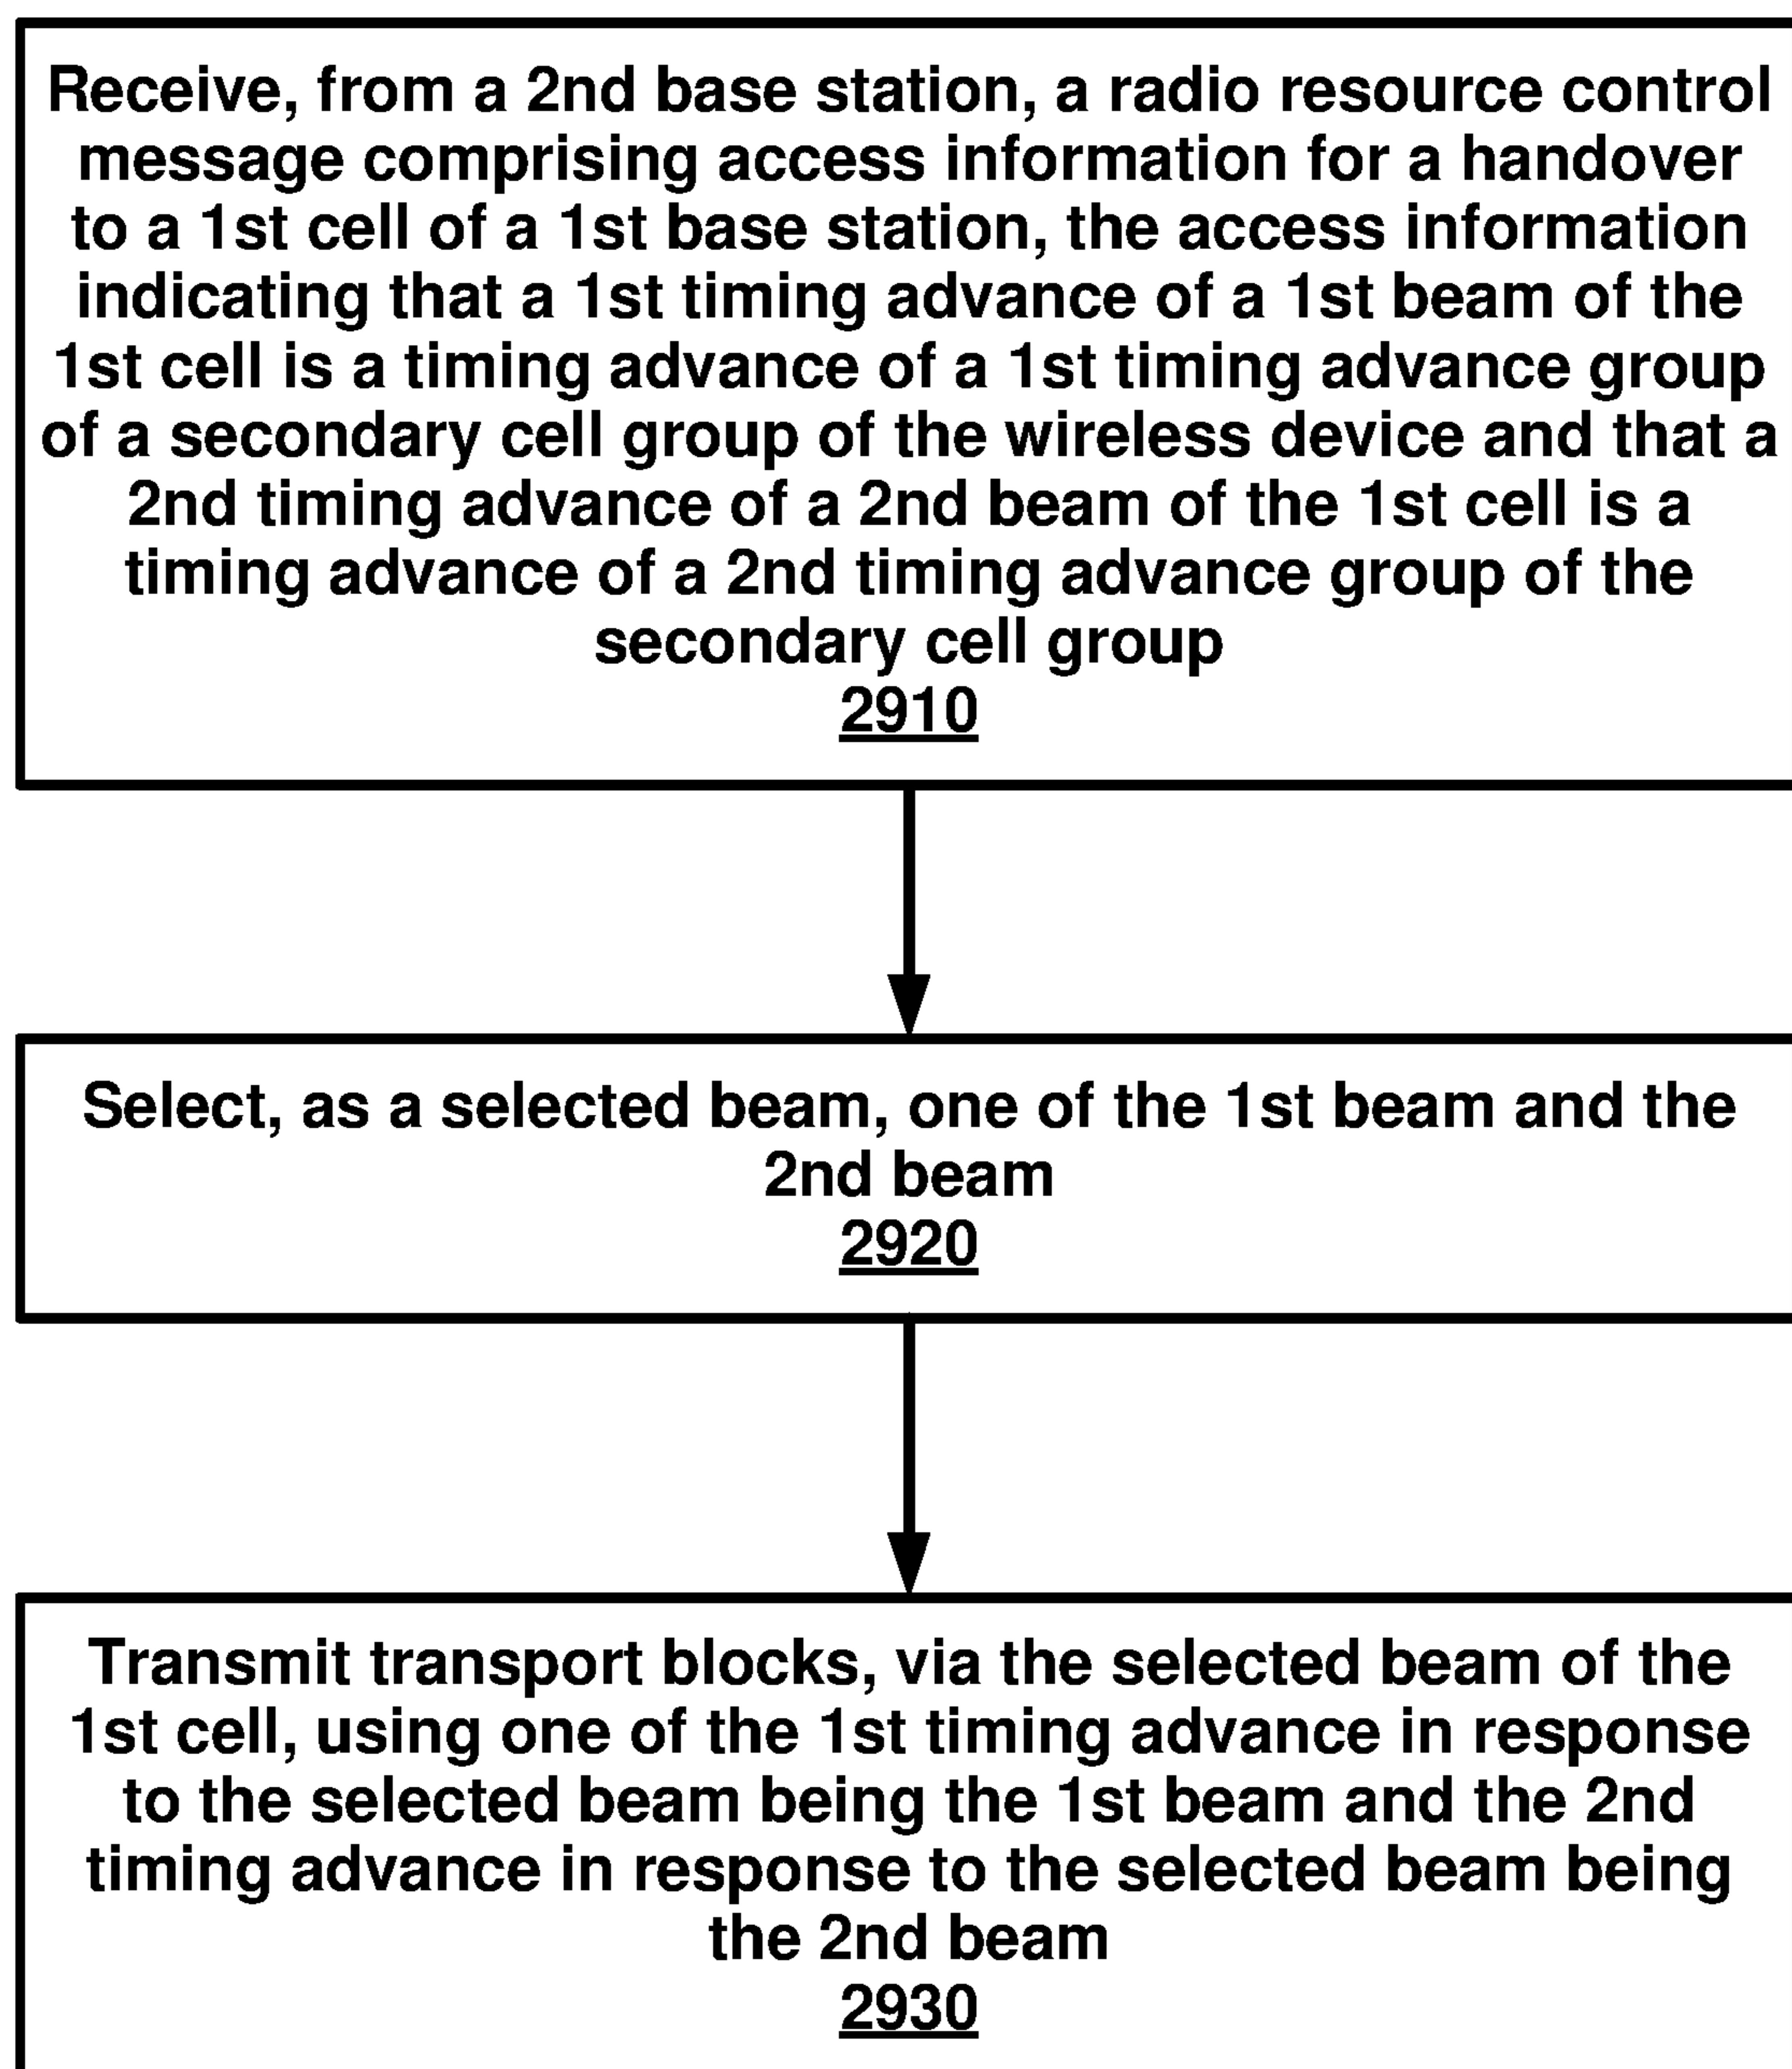 Receive, from a 2nd base station, a radio resource control
message comprising access information for a handover
to a 1st cell of a 1st base station, the access information
indicating that a 1st timing advance of a 1st beam of the
1st cell is a timing advance of a 1st timing advance group
of a secondary cell group of the wireless device and that a
2nd timing advance of a 2nd beam of the 1st cell is a
timing advance of a 2nd timing advance group of the
secondary cell group
2910
Select, as a selected beam, one of the 1st beam and the
2nd beam
2920
Transmit transport blocks, via the selected beam of the
1st cell, using one of the 1st timing advance in response
to the selected beam being the 1st beam and the 2nd
timing advance in response to the selected beam being
the 2nd beam
2930